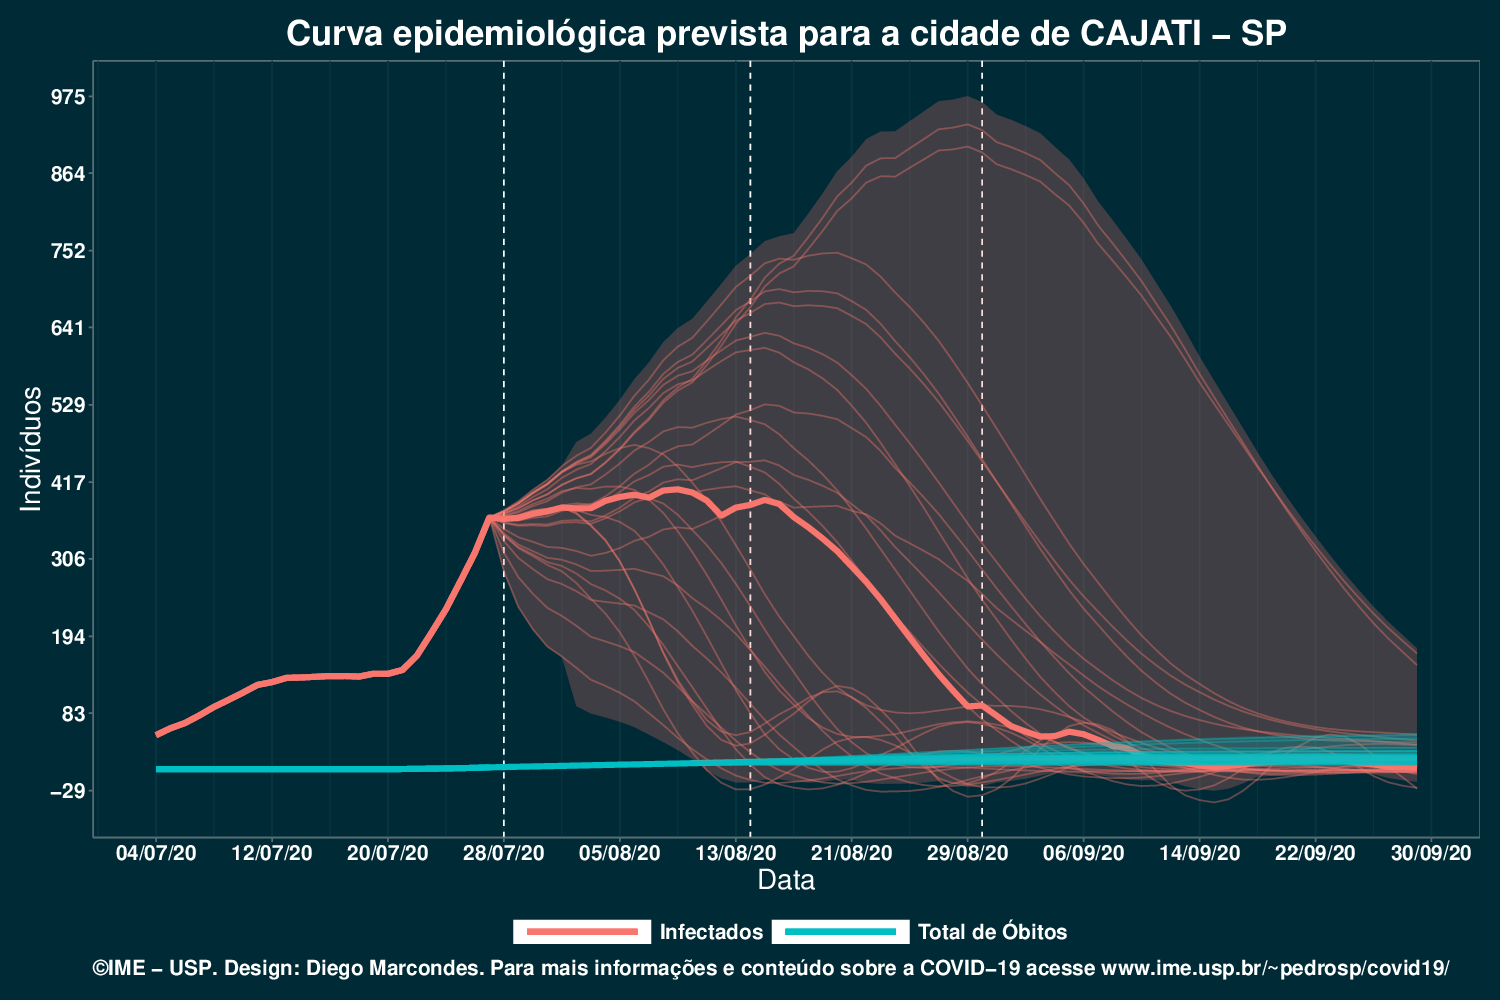 Curva epidemiológica prevista para a cidade de CAJATI – SP
975
864
752
641
529
417
306
194
83
−29
Indivíduos
04/07/20 12/07/20 20/07/20 28/07/20 05/08/20 13/08/20 21/08/20 29/08/20 06/09/20 14/09/20 22/09/20 30/09/20
Data
Infectados Total de Óbitos
©IME − USP. Design: Diego Marcondes. Para mais informações e conteúdo sobre a COVID−19 acesse www.ime.usp.br/~pedrosp/covid19/